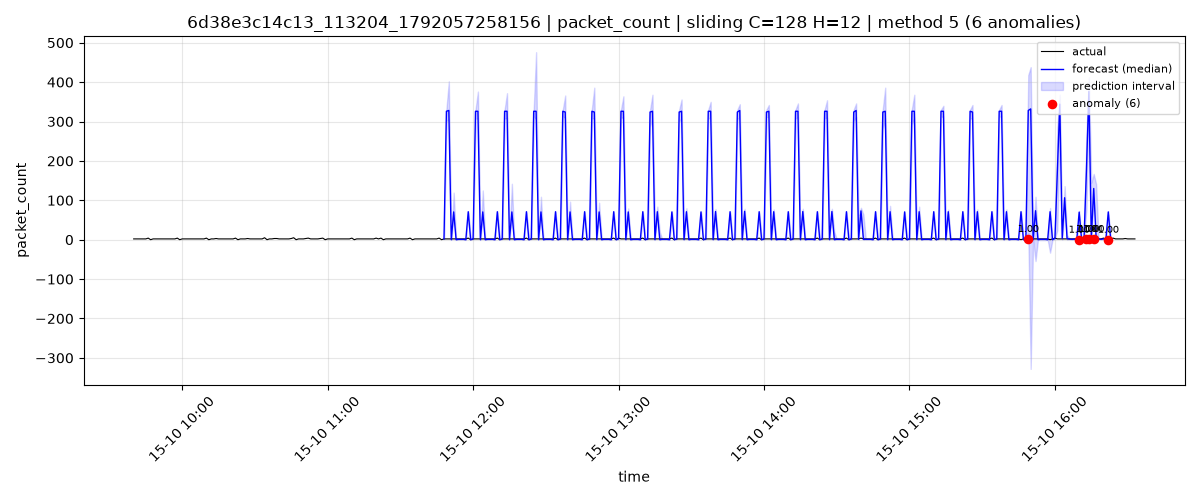 6d38e3c14c13_113204_1792057258156 | packet_count | sliding C=128 H=12 | method 5 (6 anomalies)
actual
forecast (median)
prediction interval
anomaly (6)
packet_count
500
400
300
200
100
0
−100
−200
−300
1.00
15-10 10:00
15-10 11:00
15-10 12:00
15-10 13:00
15-10 14:00
15-10 15:00
15-10 16:00
time